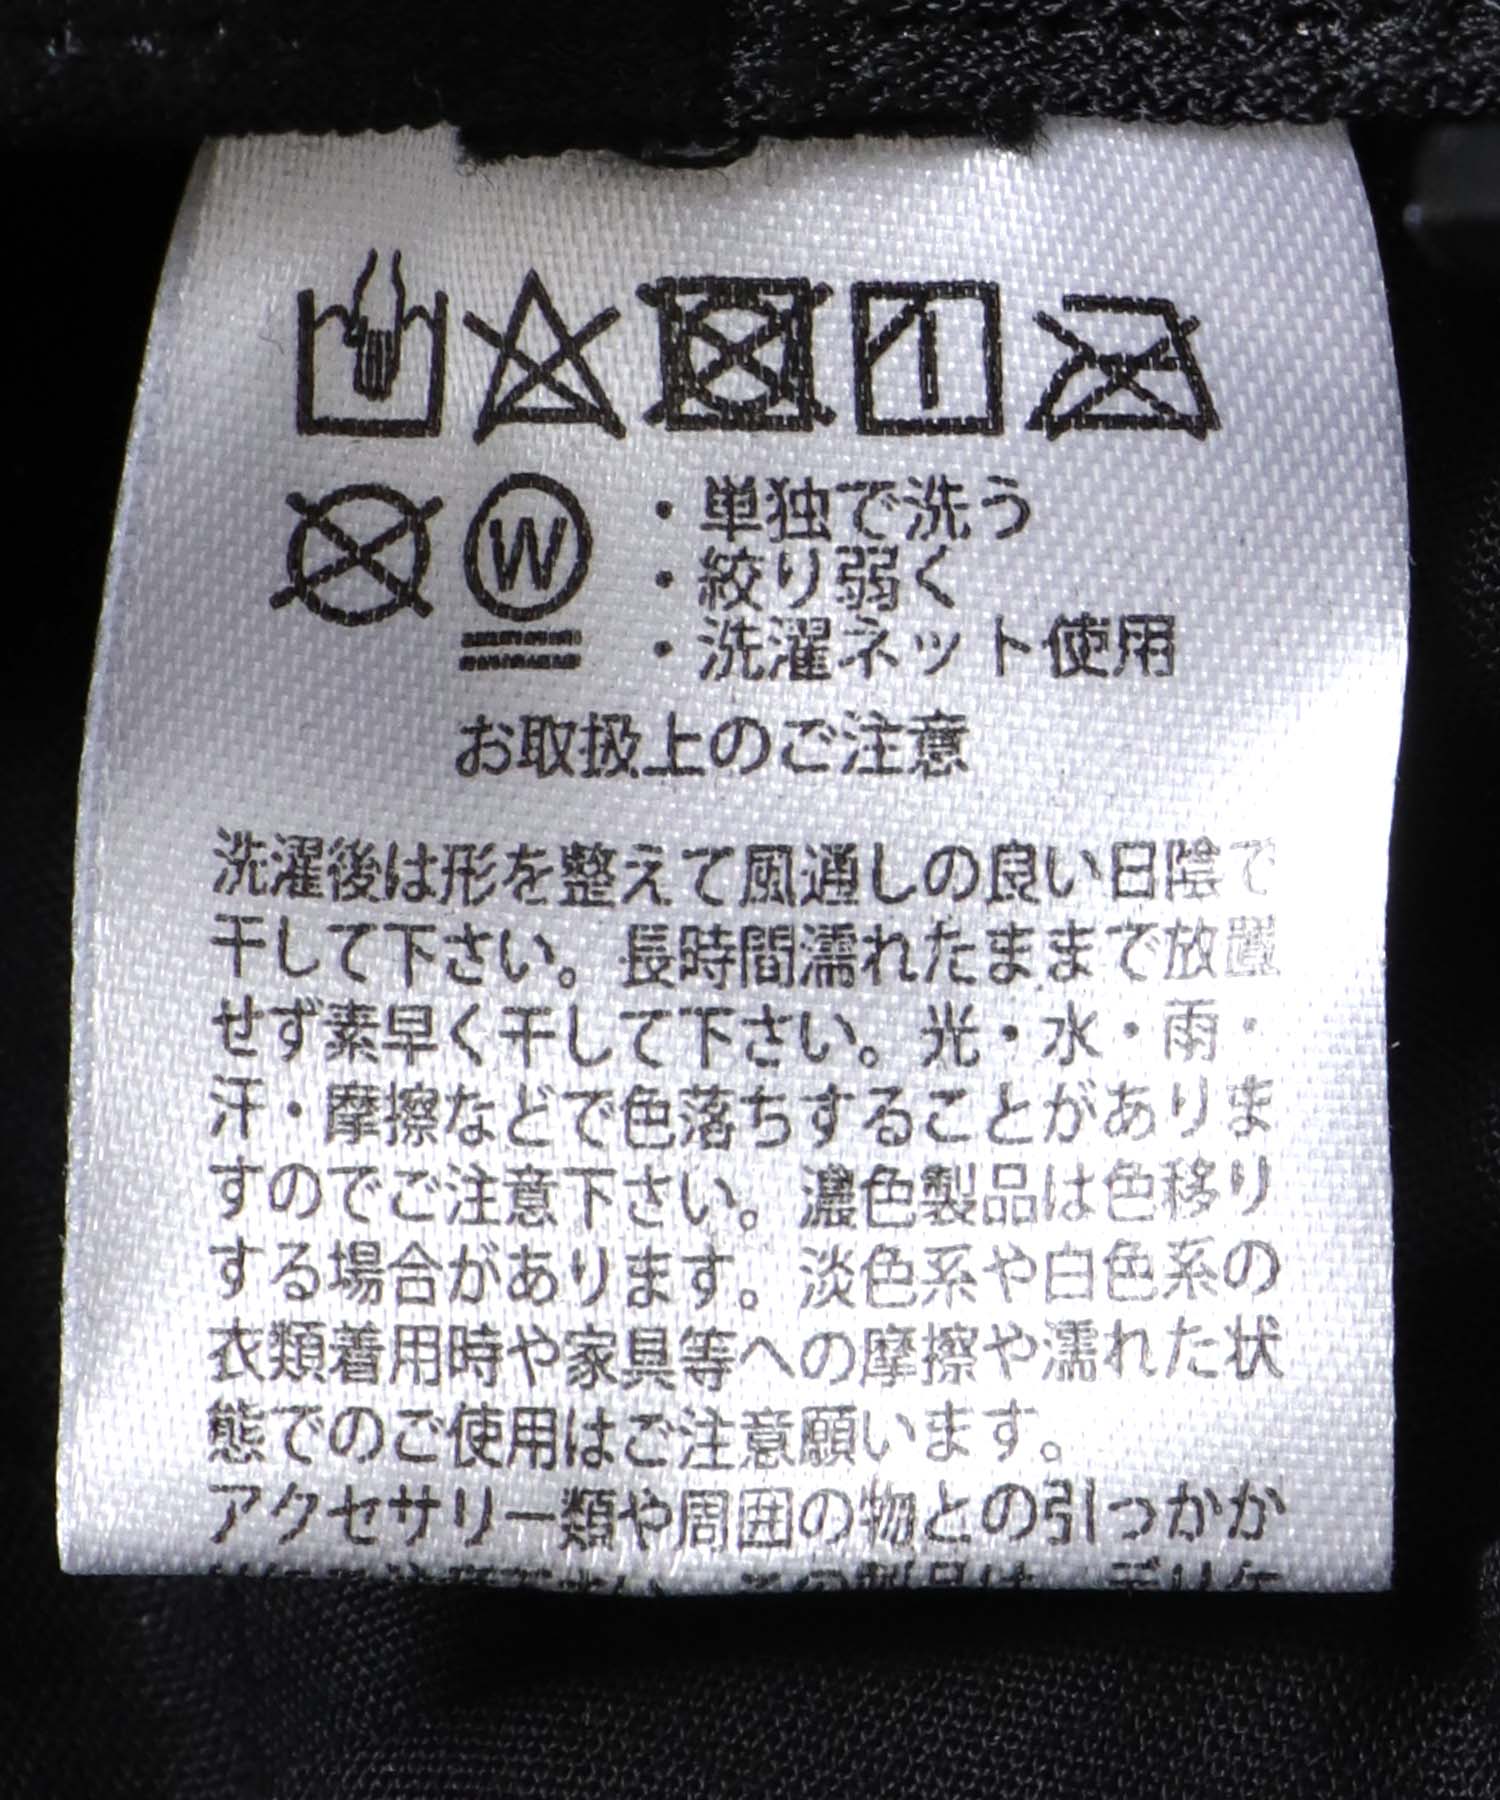 W
・単独で洗う
・絞り弱く
・洗濯ネット使用
お取扱上のご注意
洗濯後は形を整えて風通しの良い日陰で
干して下さい。長時間濡れたままで放置
せず素早く干して下さい。光・水・雨・
汗・摩擦などで色落ちすることがありま
すのでご注意下さい。濃色製品は色移り
する場合があります。淡色系や白色系の
衣類着用時や家具等への摩擦や濡れた状
態でのご使用はご注意願います。
アクセサリー類や周囲の物との引っかか